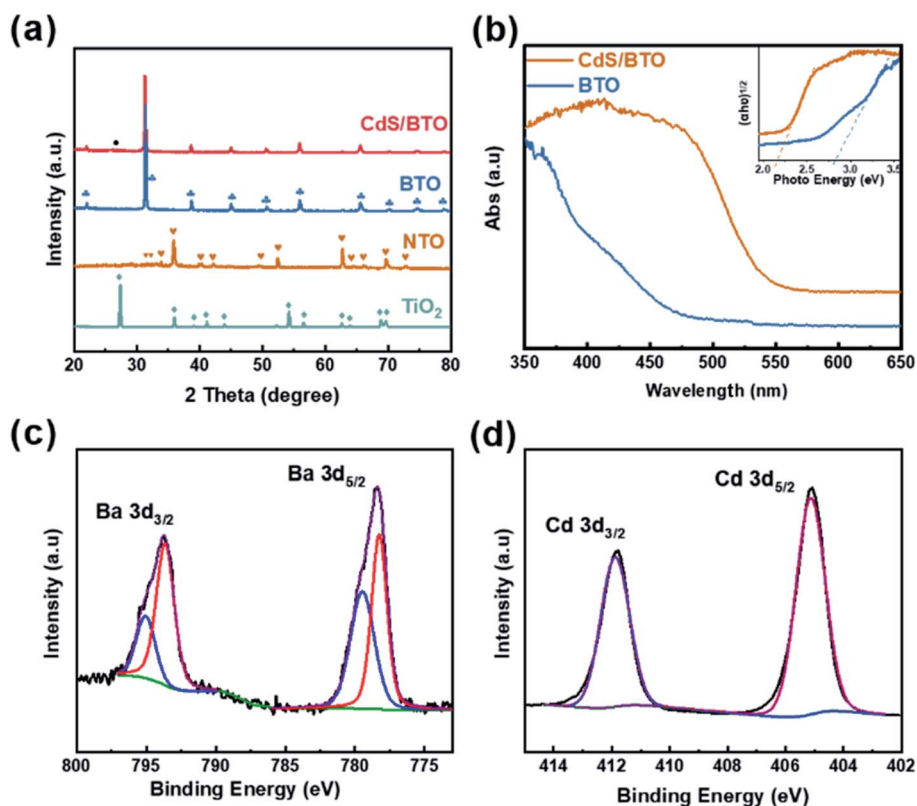 (a)
CdS/BTO
BTO
NTO
TiO₂
Intensity (a.u.)
20 30 40 50 60 70 80
2 Theta (degree)
(b)
CdS/BTO
BTO
Abs (a.u)
(αho)1/2
2.0 2.5 3.0 3.5
Photo Energy (eV)
350 400 450 500 550 600 650
Wavelength (nm)
(c)
Ba 3d5/2
Ba 3d3/2
Intensity (a.u)
800 795 790 785 780 775
Binding Energy (eV)
(d)
Cd 3d5/2
Cd 3d3/2
Intensity (a.u)
414 412 410 408 406 404 402
Binding Energy (eV)